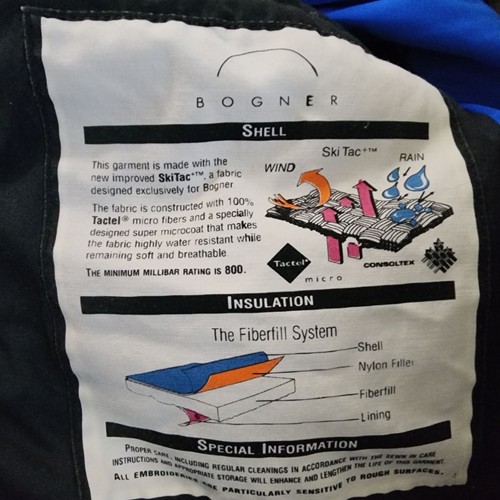 BOGNER
SHELL
This garment is made with the
new improved SkiTac+™, a fabric
designed exclusively for Bogner
The fabric is constructed with 100%
Tactel® micro fibers and a specially
designed super microcoat that makes
the fabric highly water resistant while
remaining soft and breathable
THE MINIMUM MILLIBAR RATING IS 800.
Ski Tac+™
WIND
RAIN
Tactel®
micro
CONSOLTEX
INSULATION
The Fiberfill System
Shell
Nylon Filler
Fiberfill
Lining
SPECIAL INFORMATION
PROPER CARE, INCLUDING REGULAR CLEANINGS IN ACCORDANCE WITH THE SEWN IN CARE
INSTRUCTIONS AND APPROPRIATE STORAGE WILL ENHANCE AND LENGTHEN THE LIFE OF THIS GARMENT.
ALL EMBROIDERIES ARE PARTICULARLY SENSITIVE TO ROUGH SURFACES.